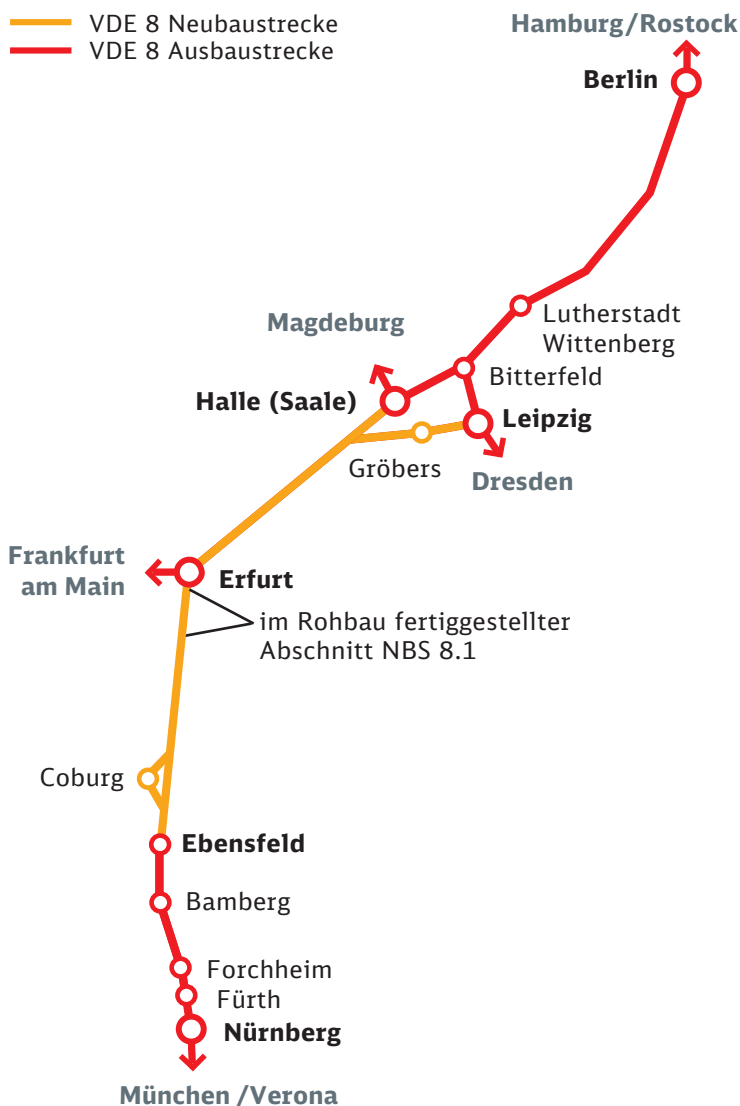 VDE 8 Neubaustrecke
VDE 8 Ausbaustrecke
Hamburg/Rostock
Berlin
Lutherstadt
Wittenberg
Magdeburg
Bitterfeld
Halle (Saale)
Leipzig
Gröbers
Dresden
Frankfurt
am Main
Erfurt
im Rohbau fertiggestellter
Abschnitt NBS 8.1
Coburg
Ebensfeld
Bamberg
Forchheim
Fürth
Nürnberg
München /Verona